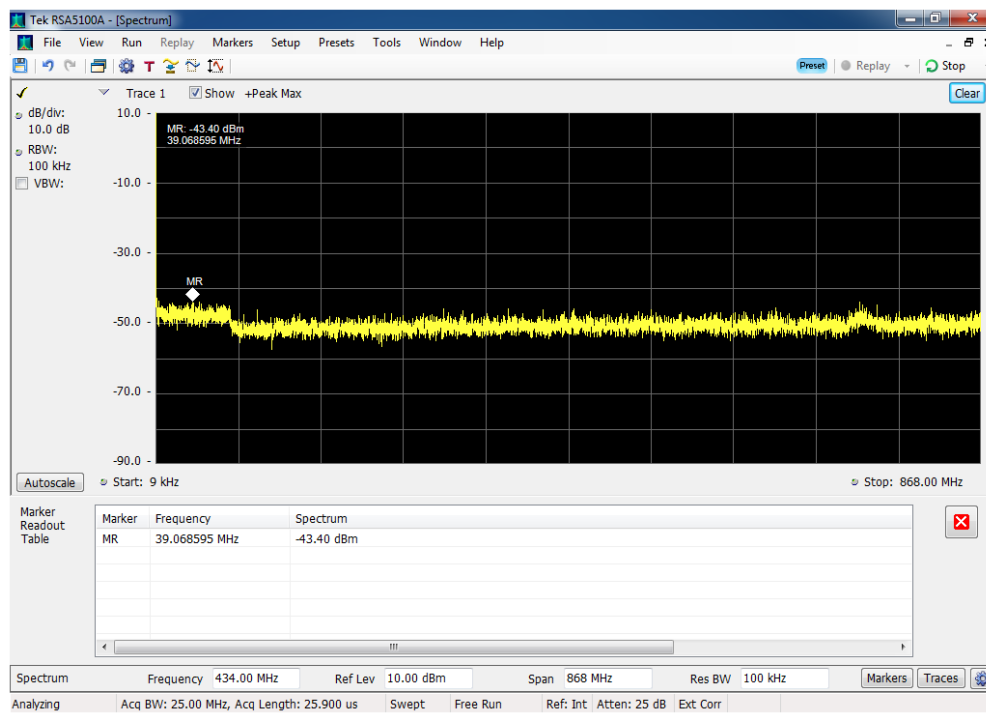 Tek RSA5100A - [Spectrum]
File View Run Replay Markers Setup Presets Tools Window Help
T Preset Replay Stop
Trace 1 Show +Peak Max Clear
dB/div:
10.0 dB
RBW:
100 kHz
VBW:
10.0 -
-10.0 -
-30.0 -
-50.0 -
-70.0 -
-90.0 -
MR: -43.40 dBm
39.068595 MHz
MR
Autoscale Start: 9 kHz Stop: 868.00 MHz
Marker
Readout
Table
Marker Frequency Spectrum
MR 39.068595 MHz -43.40 dBm
Spectrum Frequency 434.00 MHz Ref Lev 10.00 dBm Span 868 MHz Res BW 100 kHz Markers Traces
Analyzing Acq BW: 25.00 MHz, Acq Length: 25.900 us Swept Free Run Ref: Int Atten: 25 dB Ext Corr